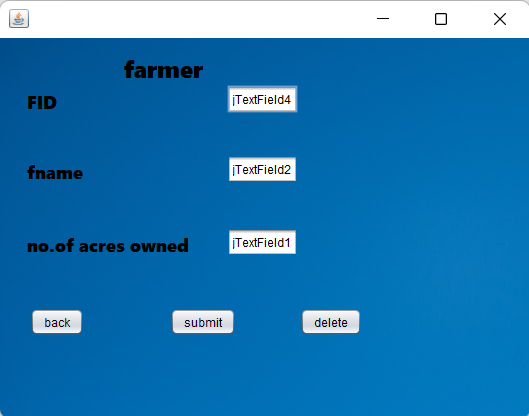 farmer
FID jTextField4
fname jTextField2
no.of acres owned jTextField1
back submit delete